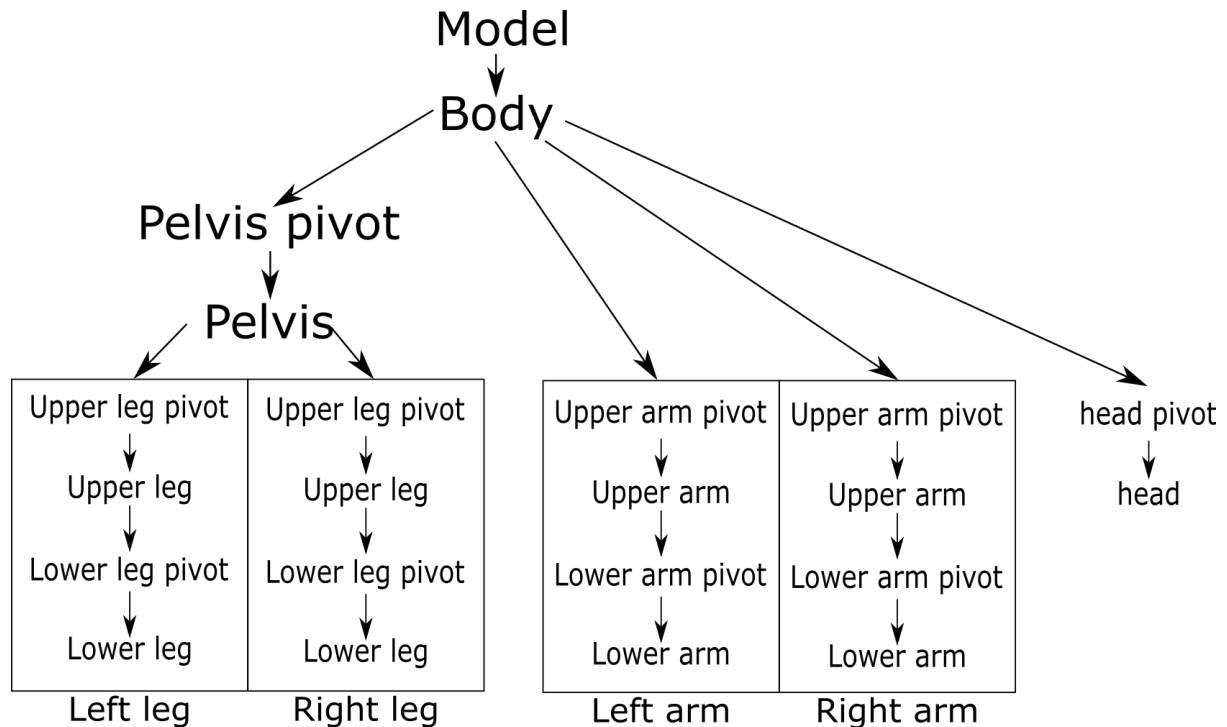 Model
Body
Pelvis pivot
Pelvis
Upper leg pivot
Upper leg
Lower leg pivot
Lower leg
Left leg
Upper leg pivot
Upper leg
Lower leg pivot
Lower leg
Right leg
Upper arm pivot
Upper arm
Lower arm pivot
Lower arm
Left arm
Upper arm pivot
Upper arm
Lower arm pivot
Lower arm
Right arm
head pivot
head